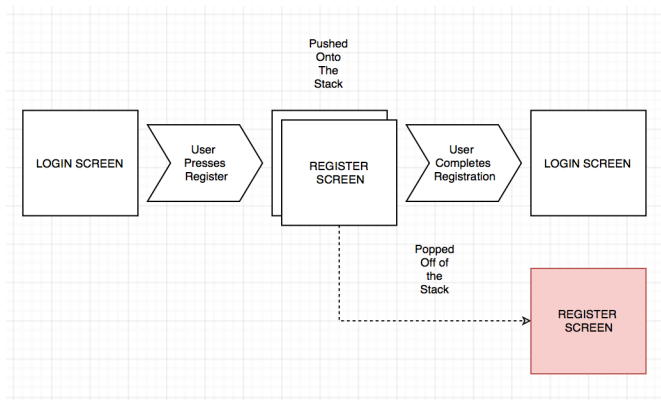 Pushed
Onto
The
Stack
LOGIN SCREEN
User
Presses
Register
REGISTER
SCREEN
User
Completes
Registration
LOGIN SCREEN
Popped
Off of
the
Stack
REGISTER
SCREEN